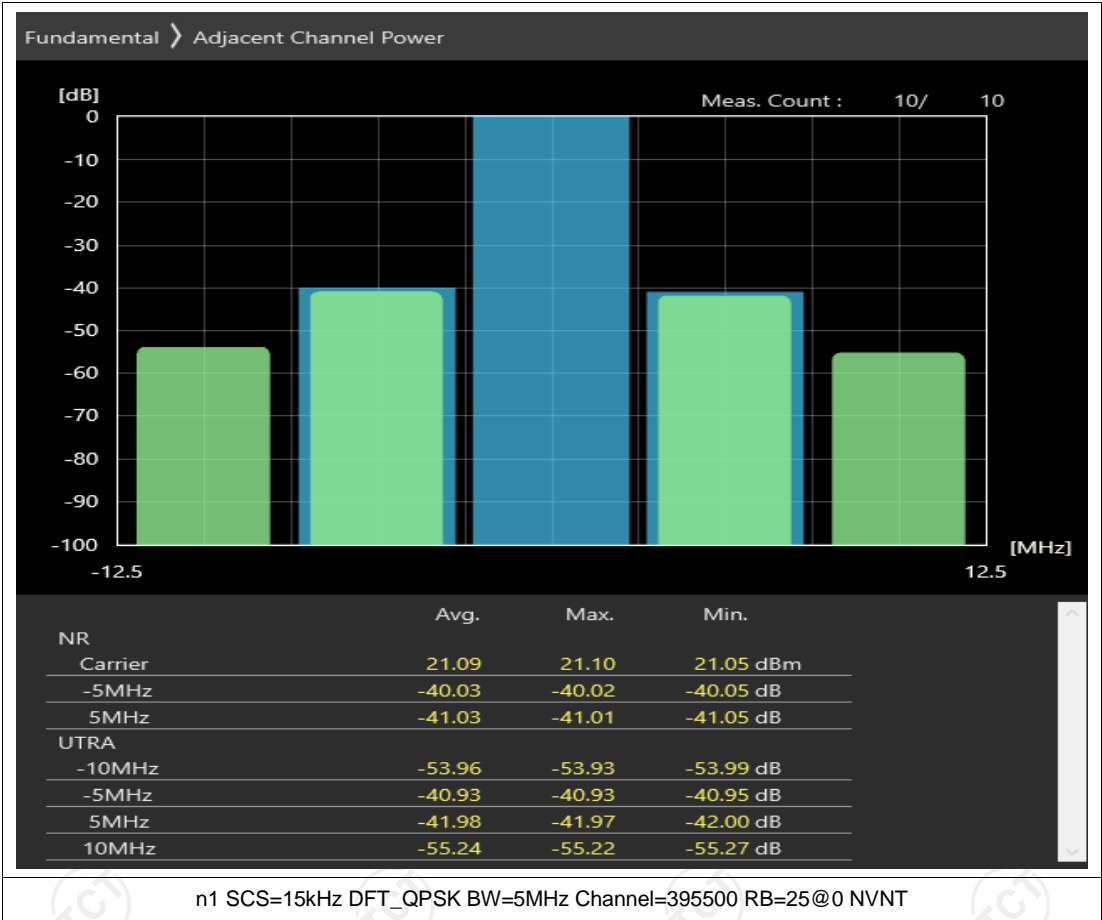 Fundamental 〉 Adjacent Channel Power
[dB]
Meas. Count : 10/ 10
0
-10
-20
-30
-40
-50
-60
-70
-80
-90
-100
[MHz]
-12.5 12.5
Avg. Max. Min.
NR
Carrier 21.09 21.10 21.05 dBm
-5MHz -40.03 -40.02 -40.05 dB
5MHz -41.03 -41.01 -41.05 dB
UTRA
-10MHz -53.96 -53.93 -53.99 dB
-5MHz -40.93 -40.93 -40.95 dB
5MHz -41.98 -41.97 -42.00 dB
10MHz -55.24 -55.22 -55.27 dB
n1 SCS=15kHz DFT_QPSK BW=5MHz Channel=395500 RB=25@0 NVNT
TCT TCT TCT TCT